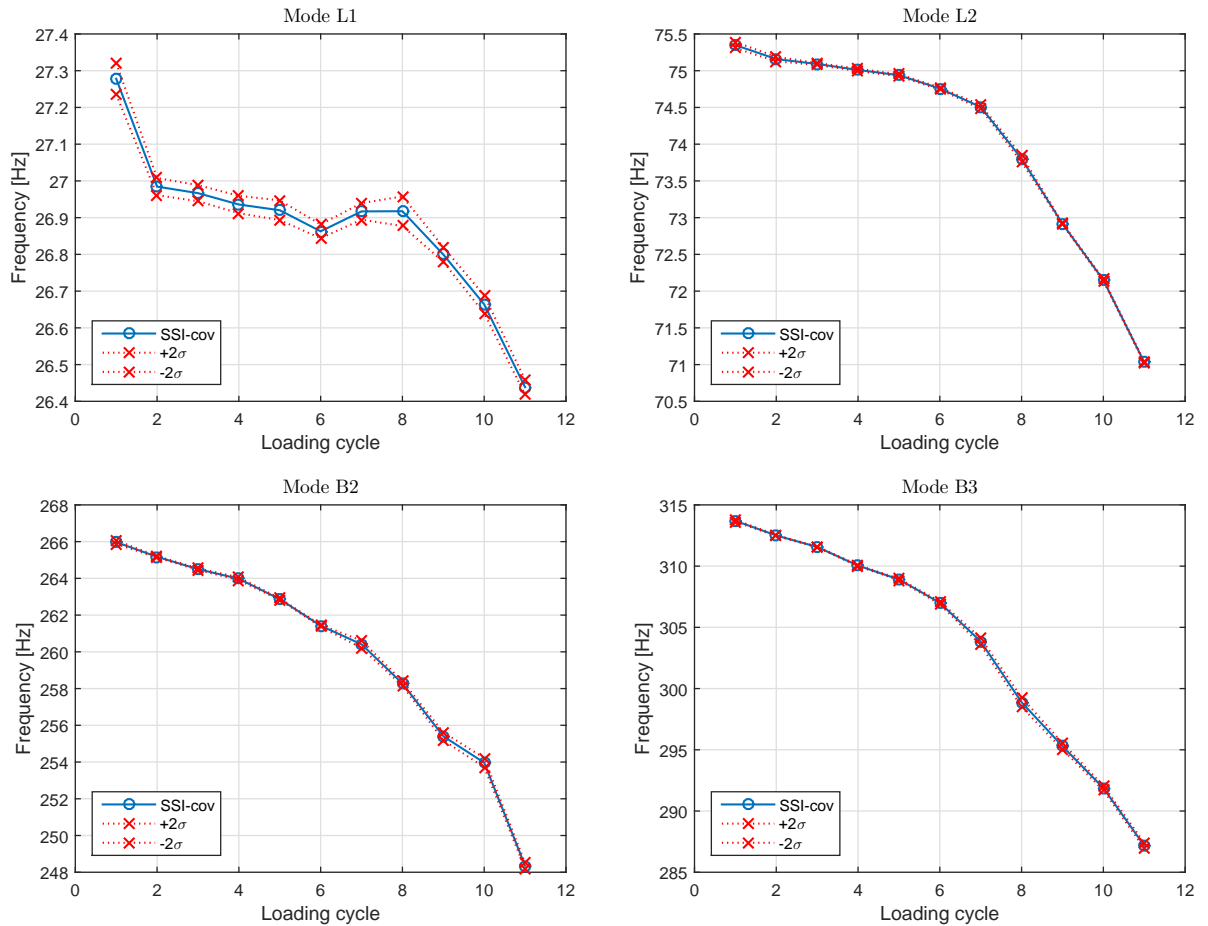 Mode L1
27.4
27.3
27.2
27.1
27
26.9
26.8
26.7
26.6
26.5
26.4
Frequency [Hz]
SSI-cov
+2σ
-2σ
0 2 4 6 8 10 12
Loading cycle
Mode L2
75.5
75
74.5
74
73.5
73
72.5
72
71.5
71
70.5
Frequency [Hz]
SSI-cov
+2σ
-2σ
0 2 4 6 8 10 12
Loading cycle
Mode B2
268
266
264
262
260
258
256
254
252
250
248
Frequency [Hz]
SSI-cov
+2σ
-2σ
0 2 4 6 8 10 12
Loading cycle
Mode B3
315
310
305
300
295
290
285
Frequency [Hz]
SSI-cov
+2σ
-2σ
0 2 4 6 8 10 12
Loading cycle